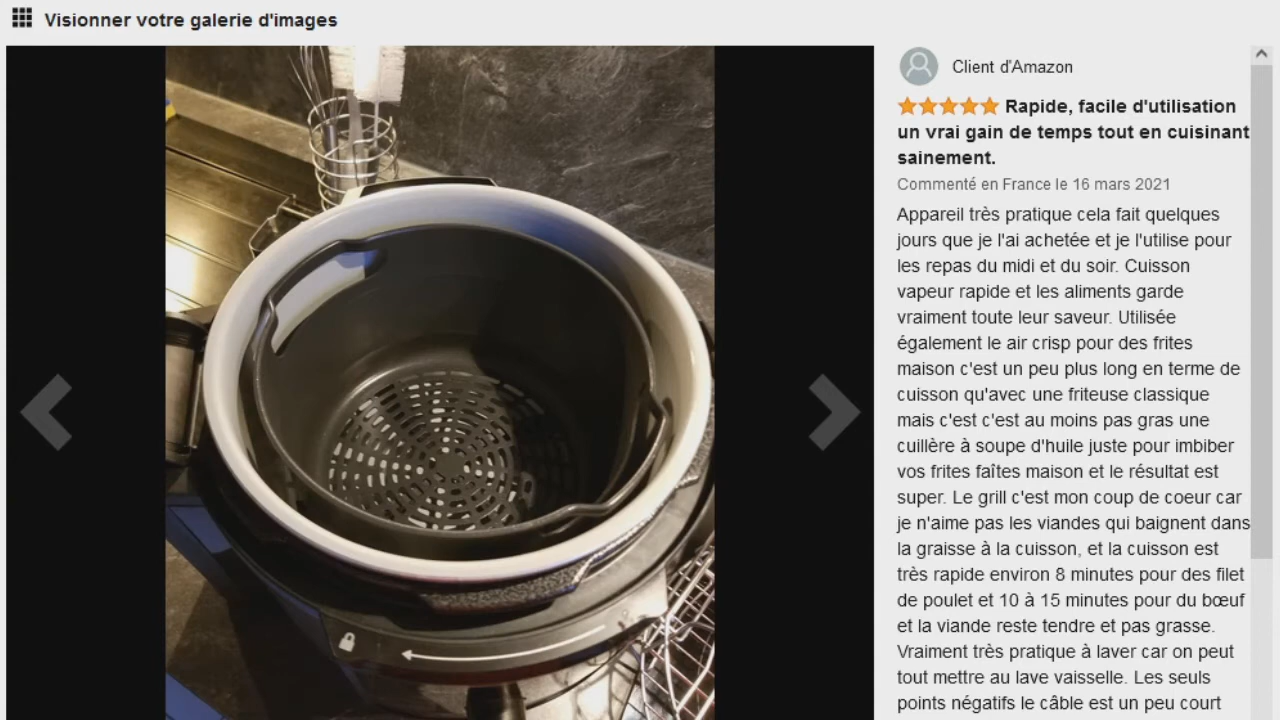 Visionner votre galerie d'images
Client d'Amazon
Rapide, facile d'utilisation
un vrai gain de temps tout en cuisinant
sainement.
Commenté en France le 16 mars 2021
Appareil très pratique cela fait quelques
jours que je l'ai achetée et je l'utilise pour
les repas du midi et du soir. Cuisson
vapeur rapide et les aliments garde
vraiment toute leur saveur. Utilisée
également le air crisp pour des frites
maison c'est un peu plus long en terme de
cuisson qu'avec une friteuse classique
mais c'est c'est au moins pas gras une
cuillère à soupe d'huile juste pour imbiber
vos frites faîtes maison et le résultat est
super. Le grill c'est mon coup de coeur car
je n'aime pas les viandes qui baignent dans
la graisse à la cuisson, et la cuisson est
très rapide environ 8 minutes pour des filet
de poulet et 10 à 15 minutes pour du bœuf
et la viande reste tendre et pas grasse.
Vraiment très pratique à laver car on peut
tout mettre au lave vaisselle. Les seuls
points négatifs le câble est un peu court